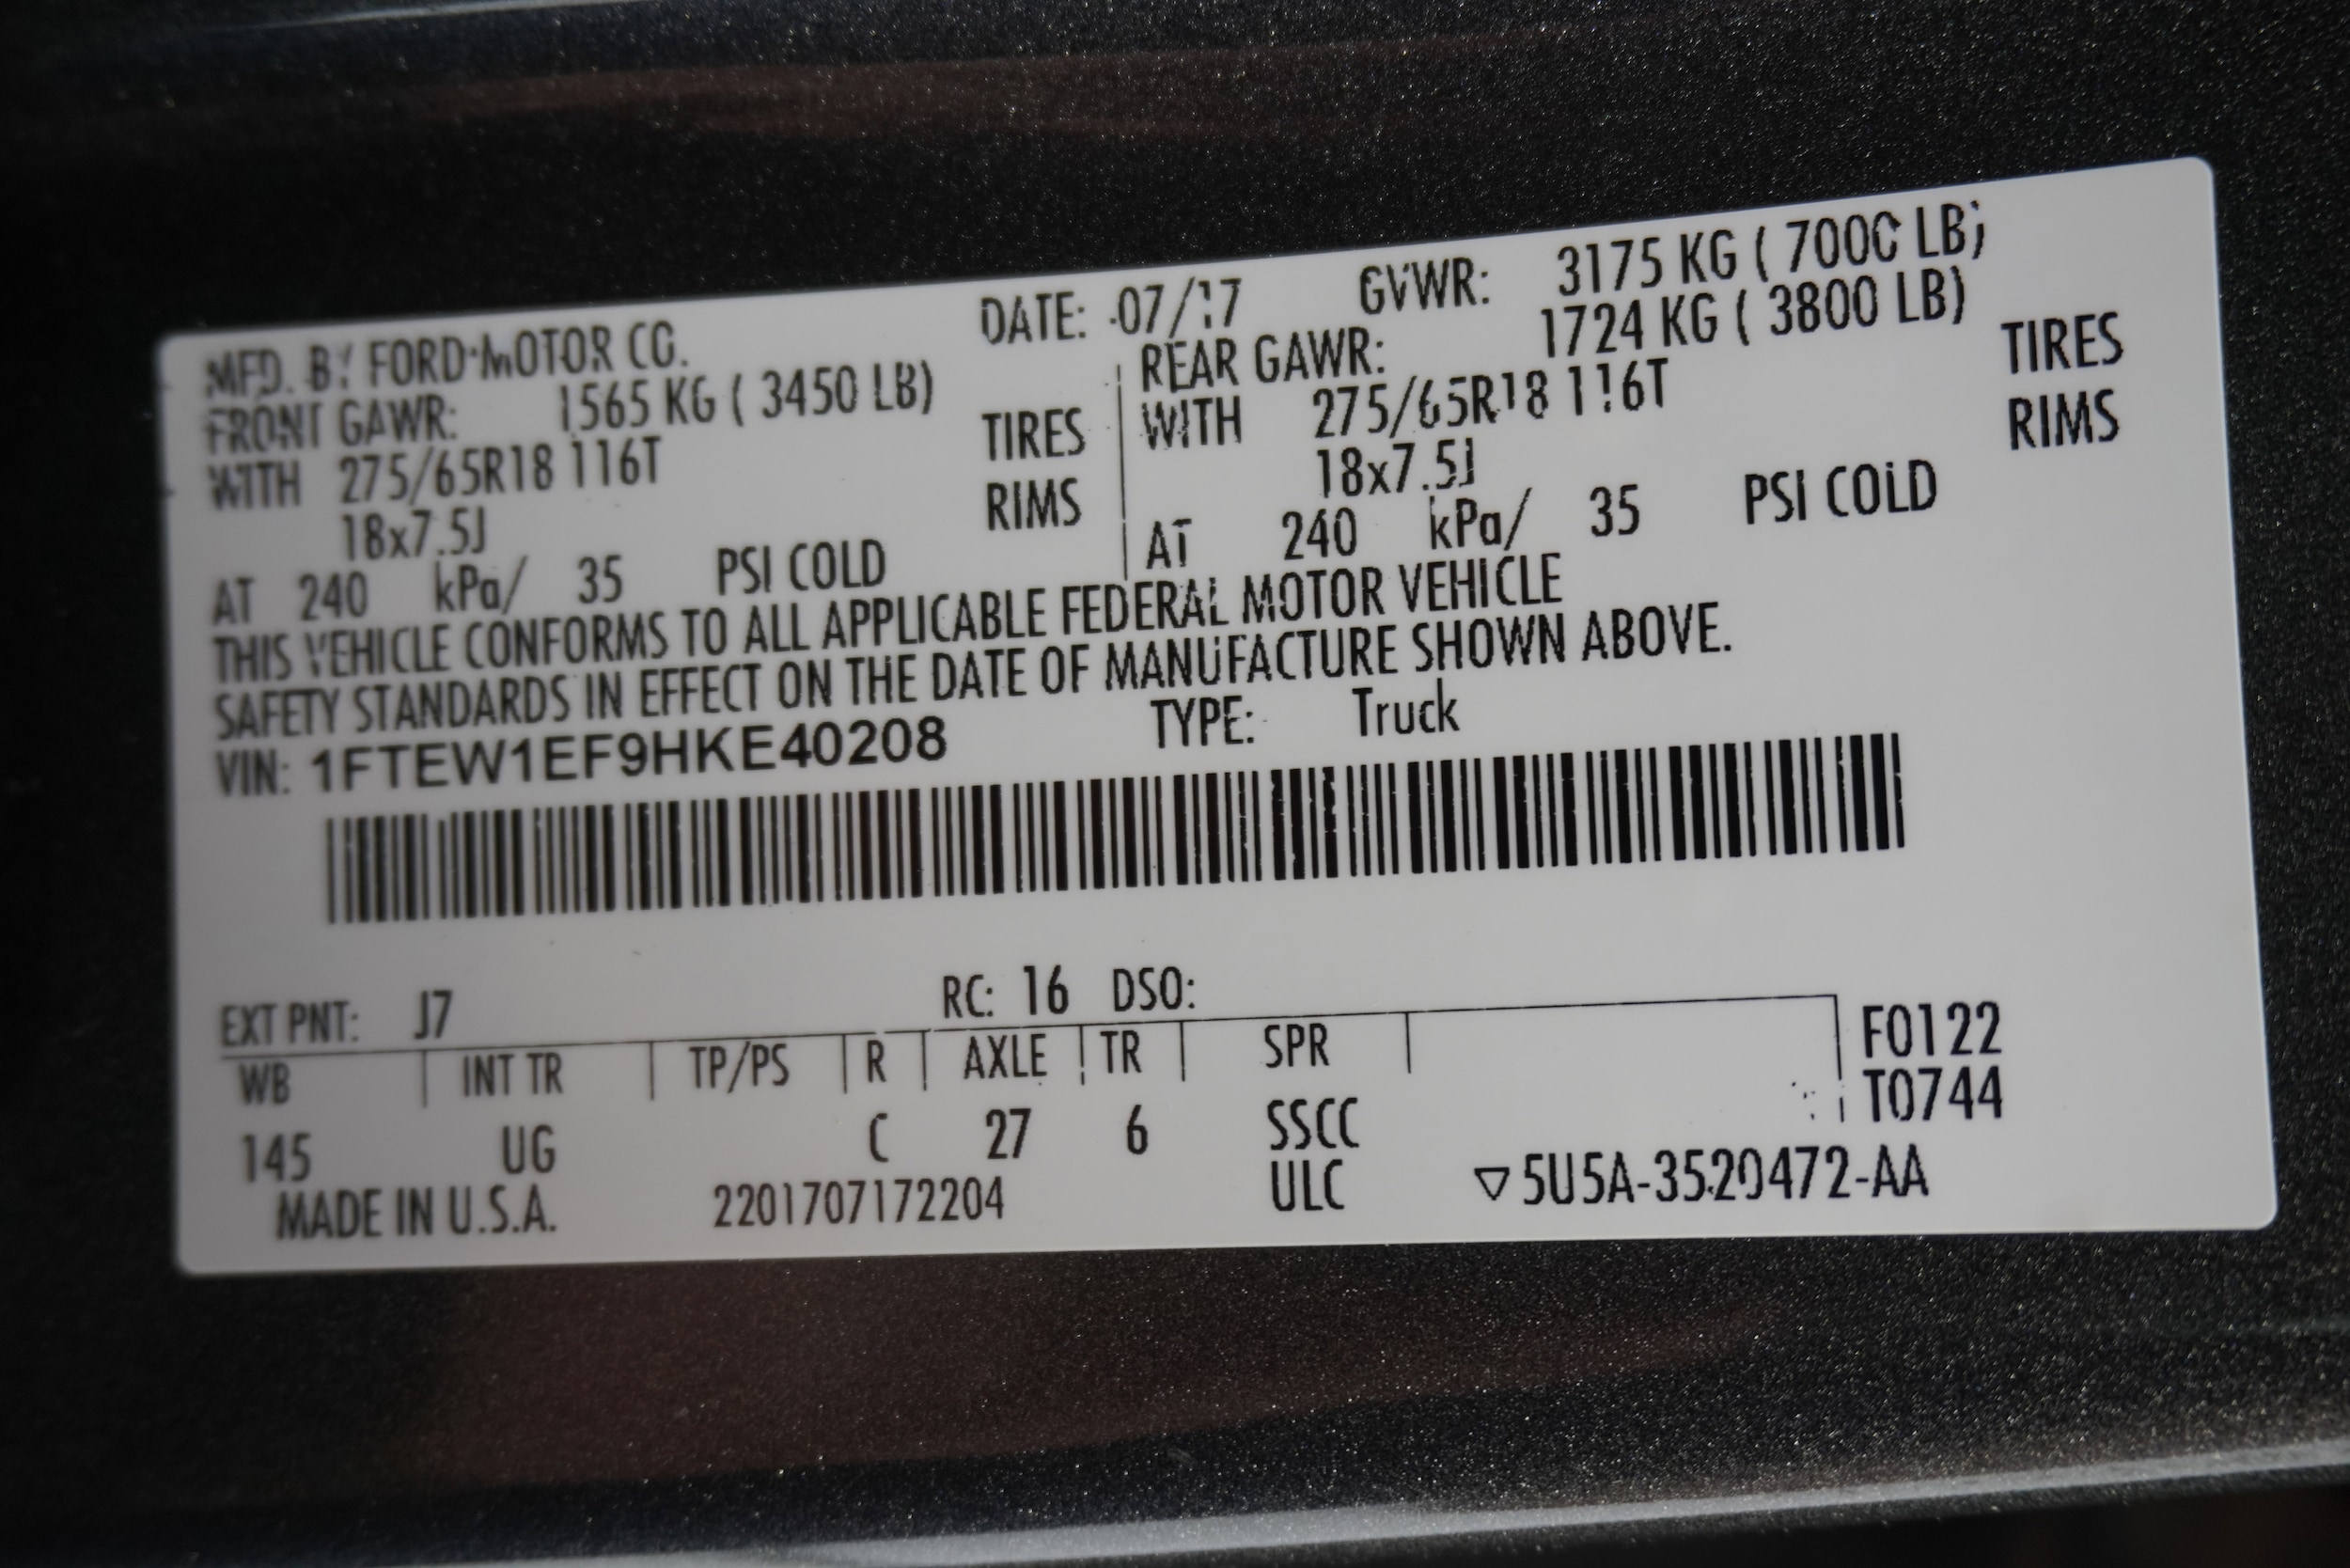 MFD. BY FORD MOTOR CO. DATE: 07/17 GVWR: 3175 KG ( 7000 LB)
FRONT GAWR: 1565 KG ( 3450 LB) REAR GAWR: 1724 KG ( 3800 LB)
WITH 275/65R18 116T TIRES WITH 275/65R18 116T TIRES
18x7.5J RIMS 18x7.5J RIMS
AT 240 kPa/ 35 PSI COLD AT 240 kPa/ 35 PSI COLD
THIS VEHICLE CONFORMS TO ALL APPLICABLE FEDERAL MOTOR VEHICLE
SAFETY STANDARDS IN EFFECT ON THE DATE OF MANUFACTURE SHOWN ABOVE.
VIN: 1FTEW1EF9HKE40208 TYPE: Truck
EXT PNT: J7 RC: 16 DSO:
WB INT TR TP/PS R AXLE TR SPR F0122
T0744
145 UG C 27 6 SSCC
MADE IN U.S.A. 2201707172204 ULC ▽5U5A-3520472-AA